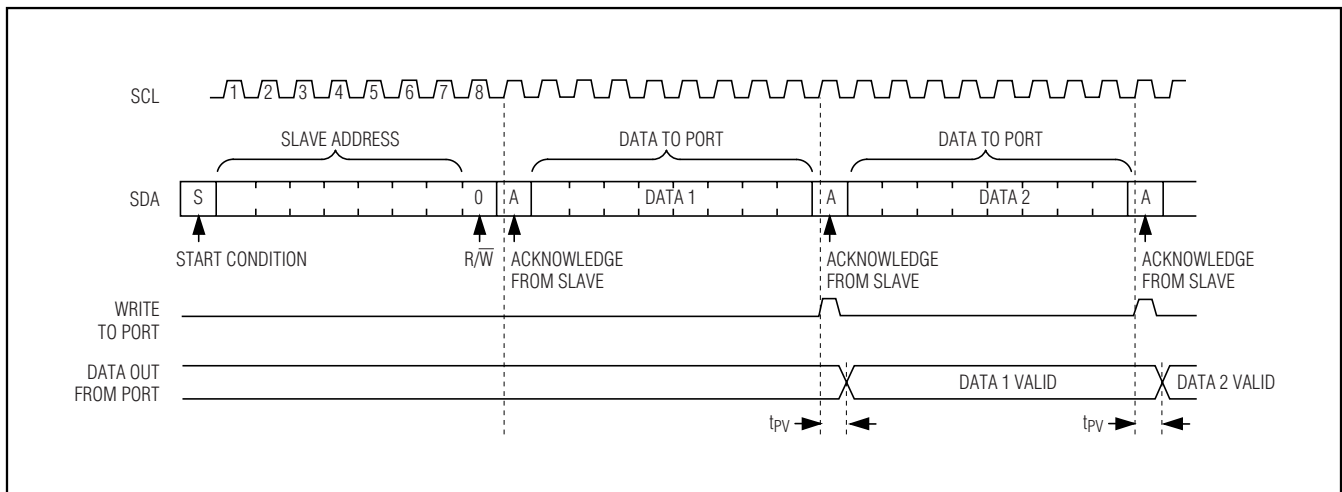 SCL 1 2 3 4 5 6 7 8
SLAVE ADDRESS DATA TO PORT DATA TO PORT
SDA S 0 A DATA 1 A DATA 2 A
START CONDITION R/W̅ ACKNOWLEDGE FROM SLAVE ACKNOWLEDGE FROM SLAVE ACKNOWLEDGE FROM SLAVE
WRITE
TO PORT
DATA OUT
FROM PORT
DATA 1 VALID DATA 2 VALID
tPV tPV